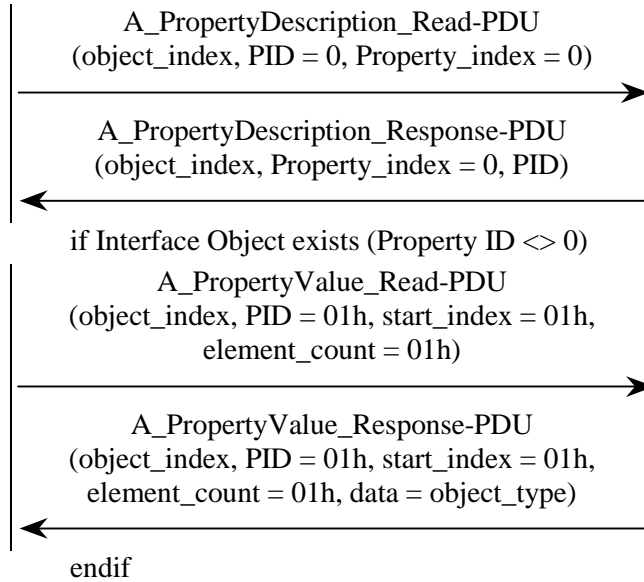 A_PropertyDescription_Read-PDU
(object_index, PID = 0, Property_index = 0)
A_PropertyDescription_Response-PDU
(object_index, Property_index = 0, PID)
if Interface Object exists (Property ID <> 0)
A_PropertyValue_Read-PDU
(object_index, PID = 01h, start_index = 01h,
element_count = 01h)
A_PropertyValue_Response-PDU
(object_index, PID = 01h, start_index = 01h,
element_count = 01h, data = object_type)
endif